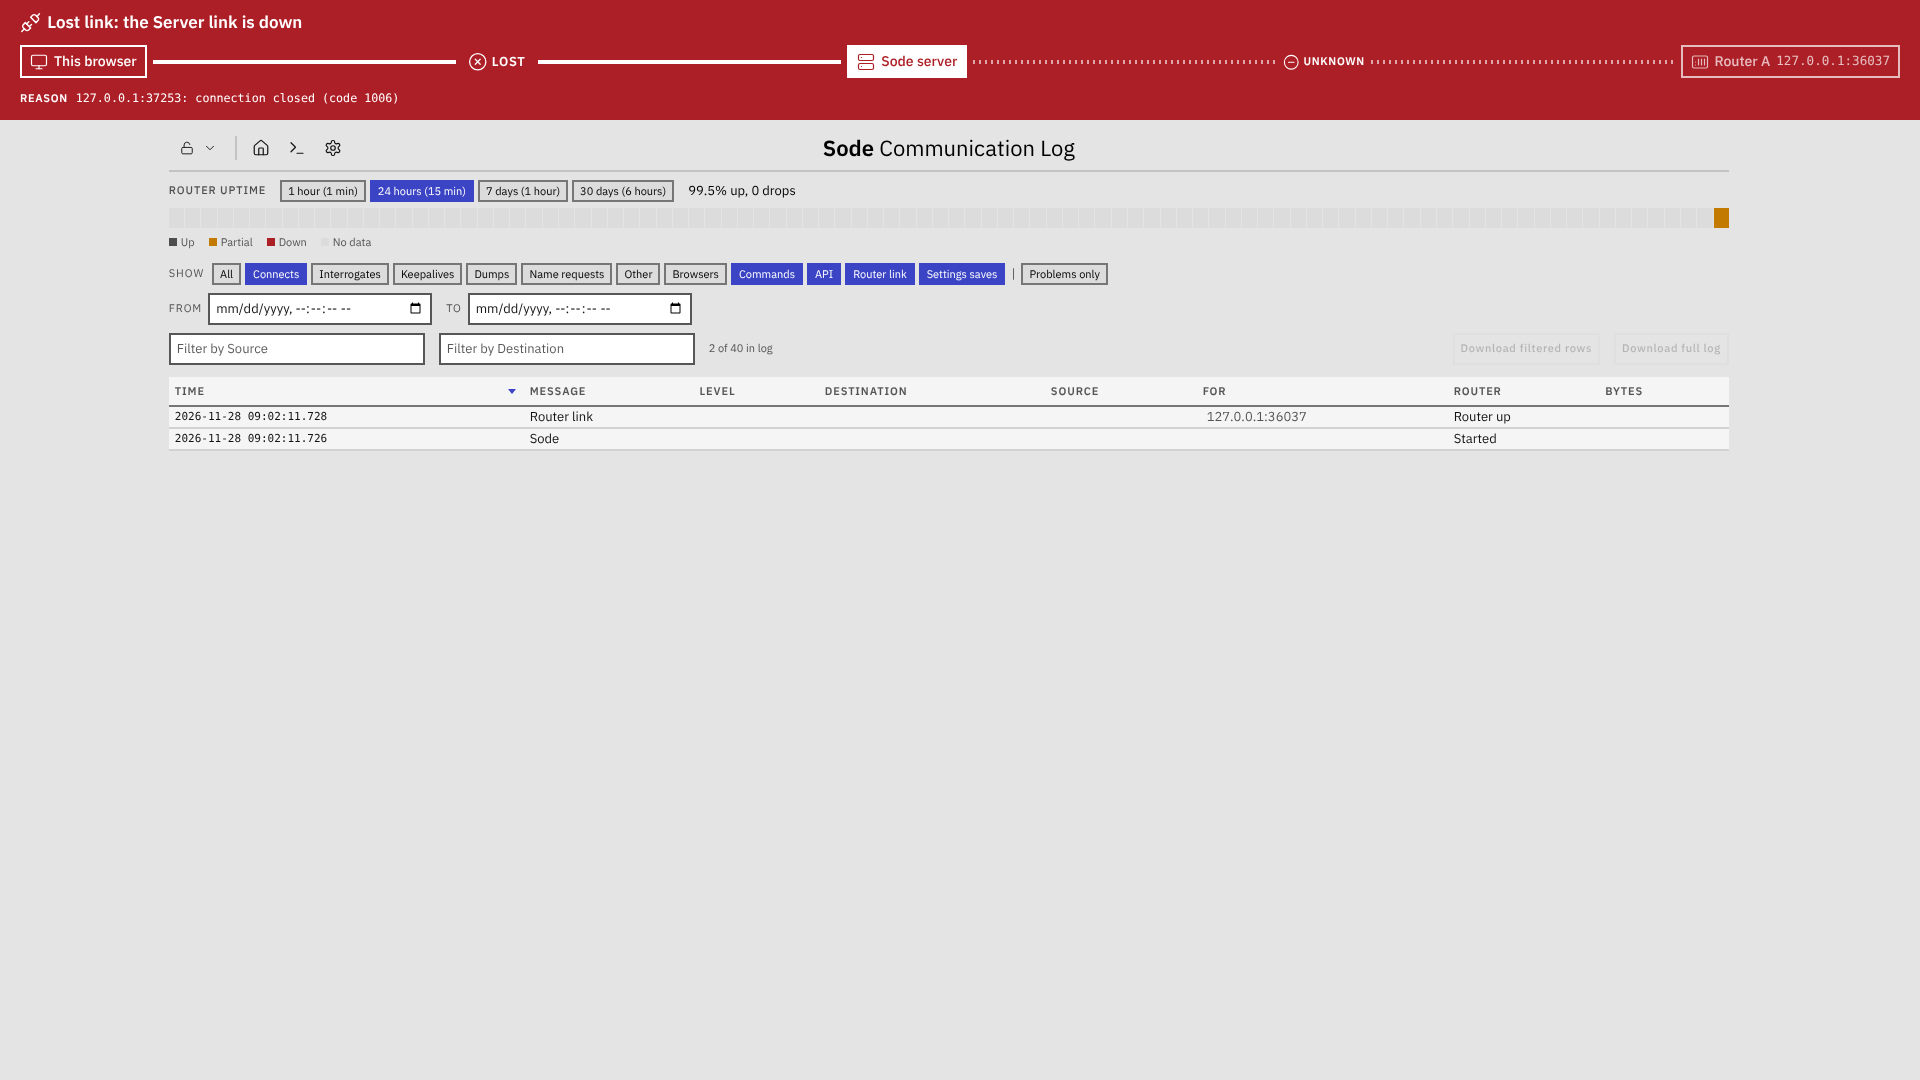 Lost link: the Server link is down
This browser LOST Sode server UNKNOWN Router A 127.0.0.1:36037
REASON 127.0.0.1:37253: connection closed (code 1006)
Sode Communication Log
ROUTER UPTIME 1 hour (1 min) 24 hours (15 min) 7 days (1 hour) 30 days (6 hours) 99.5% up, 0 drops
Up Partial Down No data
SHOW All Connects Interrogates Keepalives Dumps Name requests Other Browsers Commands API Router link Settings saves | Problems only
FROM mm/dd/yyyy, --:--:-- -- TO mm/dd/yyyy, --:--:-- --
Filter by Source Filter by Destination 2 of 40 in log Download filtered rows Download full log
TIME MESSAGE LEVEL DESTINATION SOURCE FOR ROUTER BYTES
2026-11-28 09:02:11.728 Router link 127.0.0.1:36037 Router up
2026-11-28 09:02:11.726 Sode Started